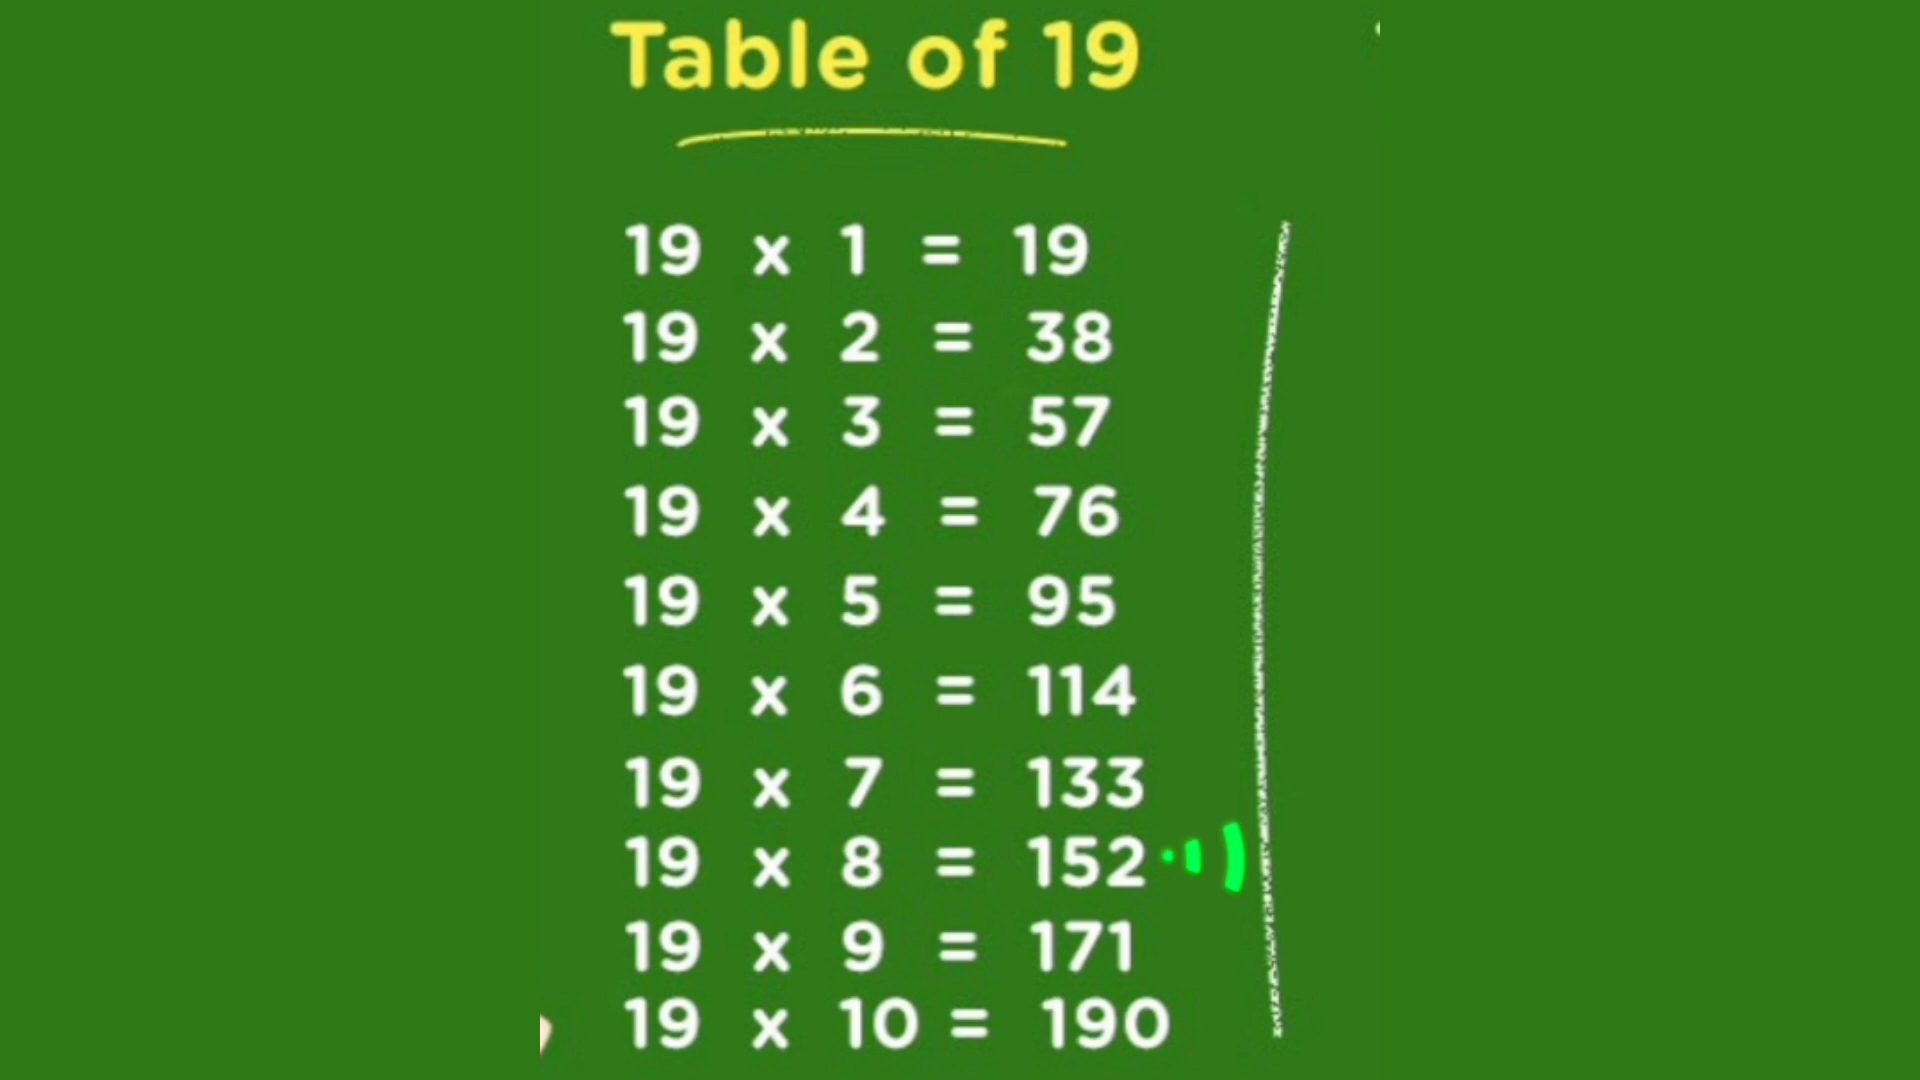 Table of 19
19 x 1 = 19
19 x 2 = 38
19 x 3 = 57
19 x 4 = 76
19 x 5 = 95
19 x 6 = 114
19 x 7 = 133
19 x 8 = 152
19 x 9 = 171
19 x 10 = 190